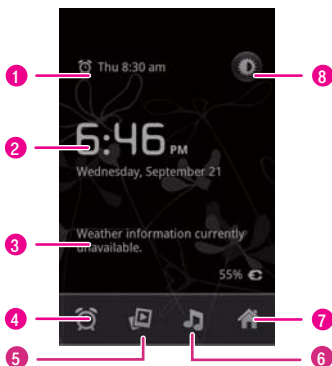 1
Thu 8:30 am
8
2
6:46 PM
Wednesday, September 21
3
Weather information currently
unavailable.
55%
4
7
5
6